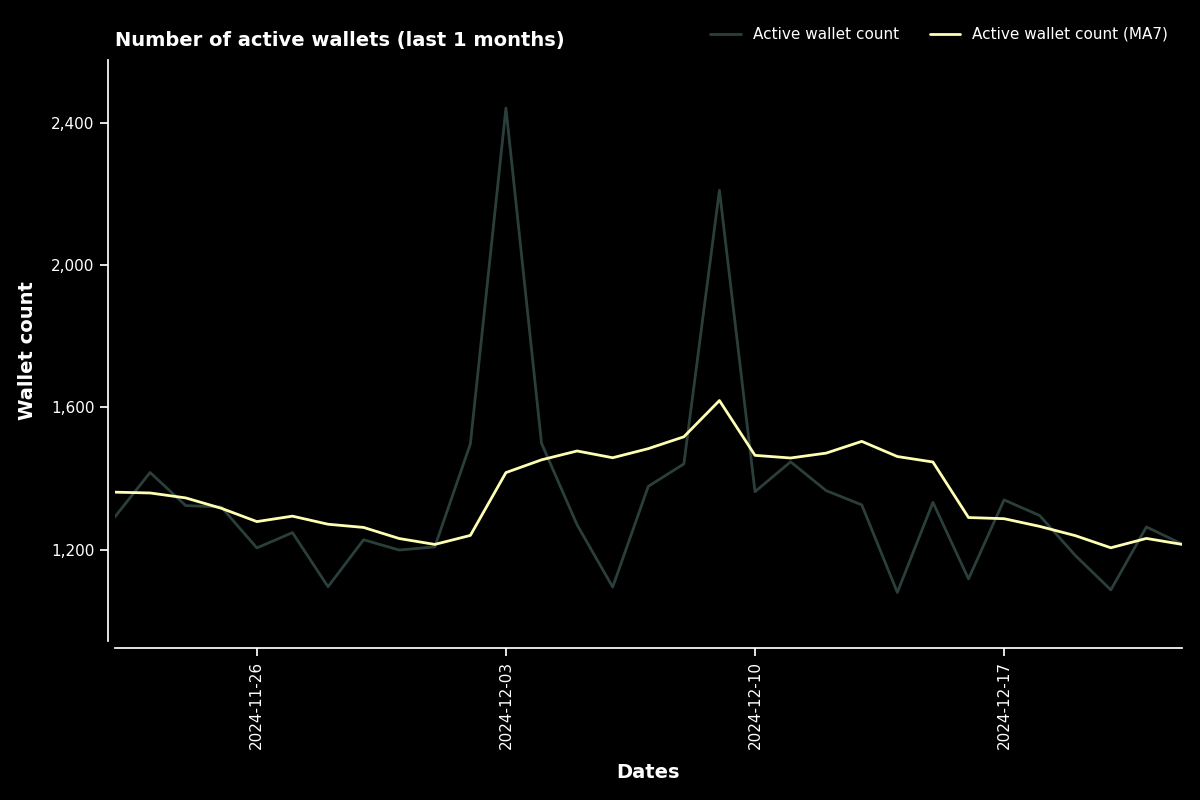 Number of active wallets (last 1 months)
Active wallet count
Active wallet count (MA7)
Wallet count
2,400
2,000
1,600
1,200
2024-11-26
2024-12-03
2024-12-10
2024-12-17
Dates